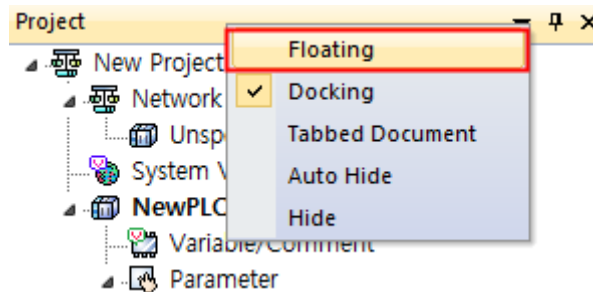 Project
New Project
Floating
Network
Docking
Unsp
Tabbed Document
System V
Auto Hide
NewPLC
Hide
Variable/Comment
Parameter